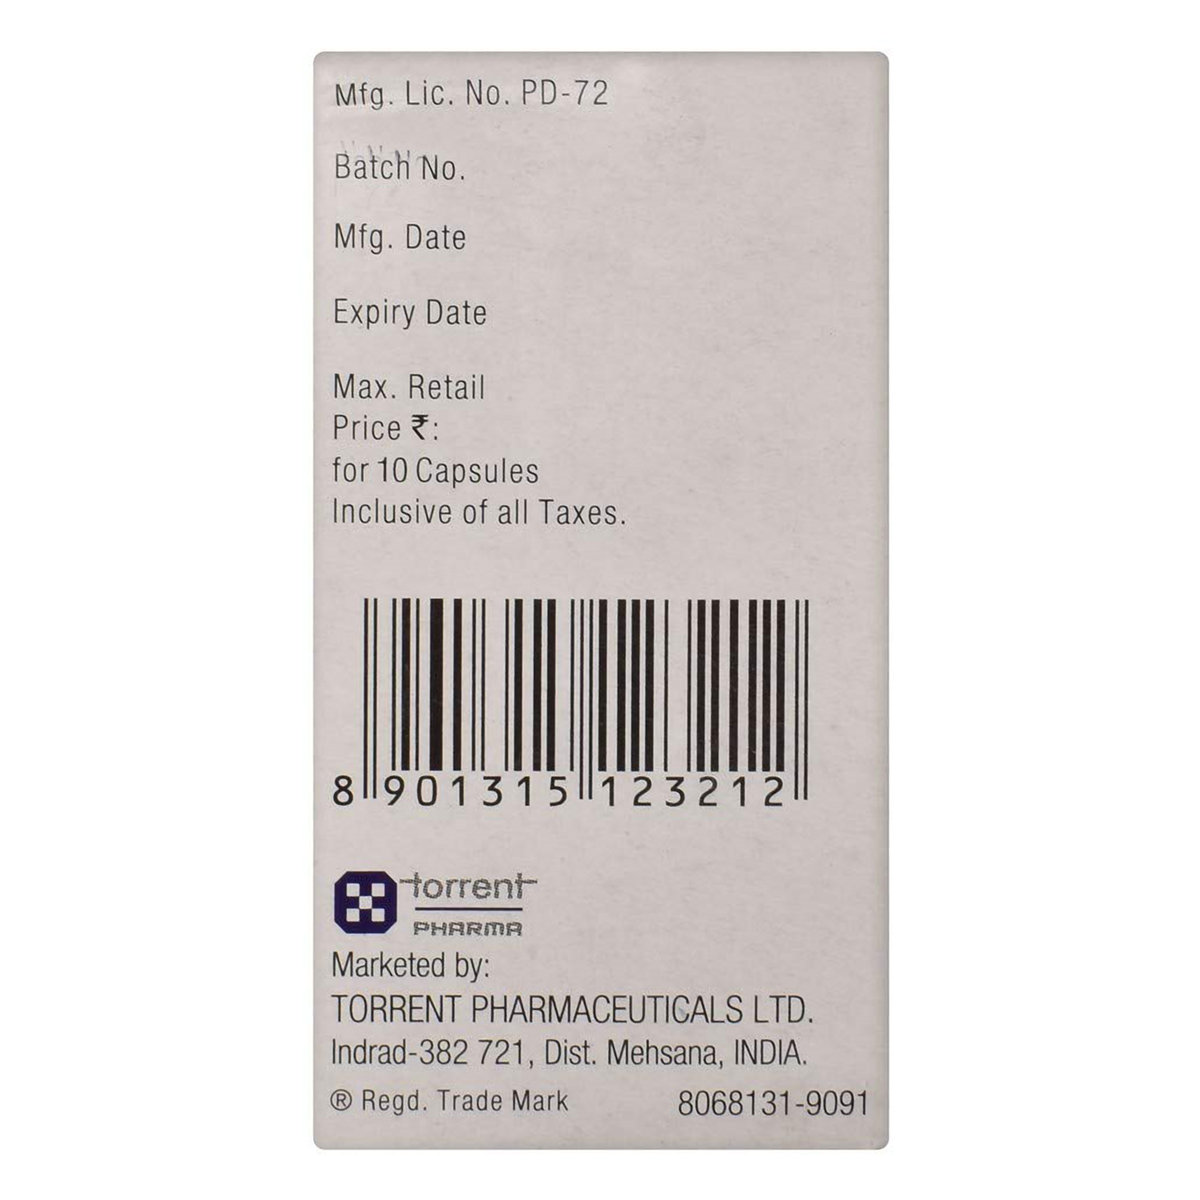 Mfg. Lic. No. PD-72
Batch No.
Mfg. Date
Expiry Date
Max. Retail
Price ₹:
for 10 Capsules
Inclusive of all Taxes.
8 901315 123212
torrent
PHARMA
Marketed by:
TORRENT PHARMACEUTICALS LTD.
Indrad-382 721, Dist. Mehsana, INDIA.
® Regd. Trade Mark 8068131-9091